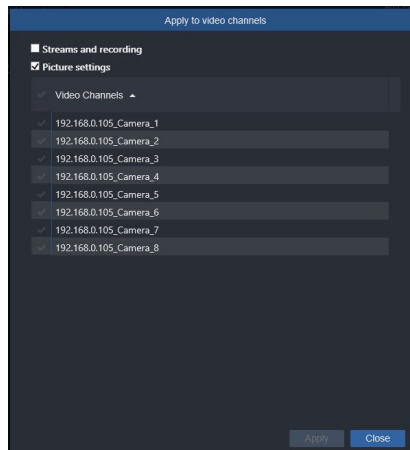 Apply to video channels
Streams and recording
Picture settings
Video Channels
192.168.0.105_Camera_1
192.168.0.105_Camera_2
192.168.0.105_Camera_3
192.168.0.105_Camera_4
192.168.0.105_Camera_5
192.168.0.105_Camera_6
192.168.0.105_Camera_7
192.168.0.105_Camera_8
Apply Close